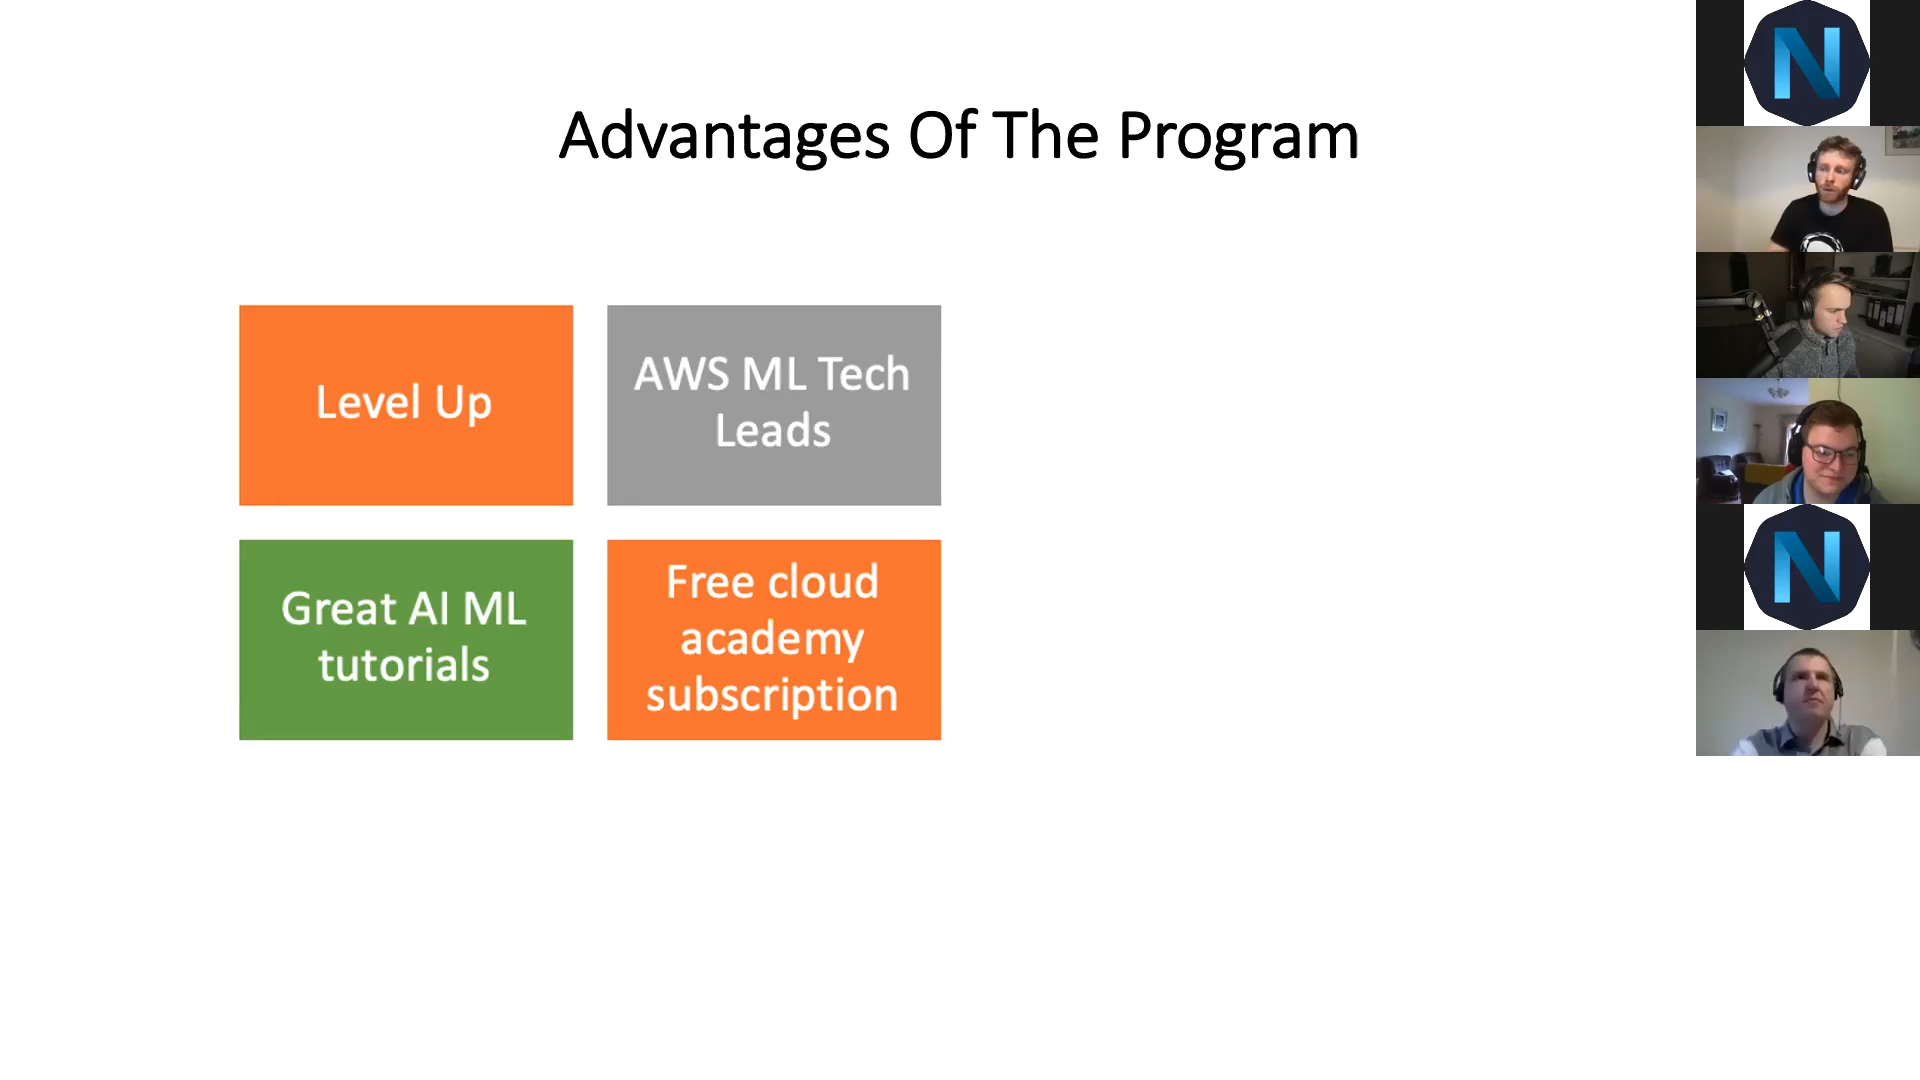 Advantages Of The Program
Level Up
AWS ML Tech
Leads
Great AI ML
tutorials
Free cloud
academy
subscription
N
N